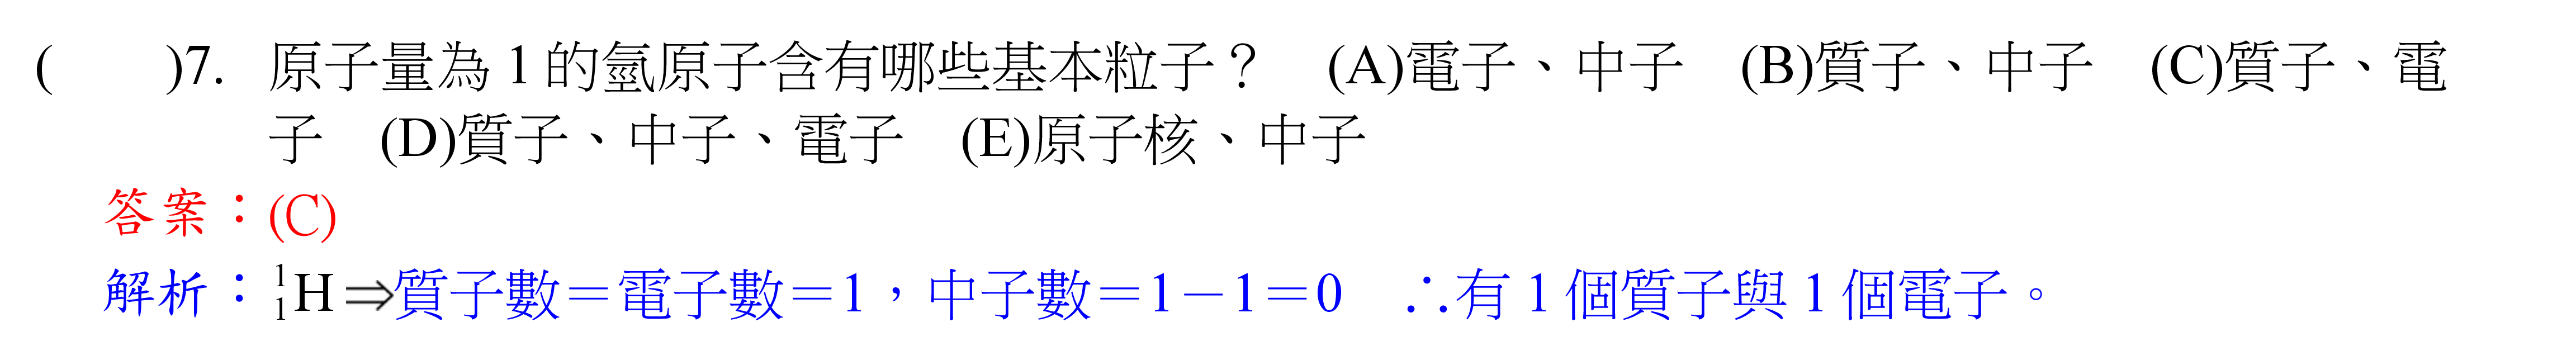 (　　)7. 原子量為 1 的氫原子含有哪些基本粒子？　(A)電子、中子　(B)質子、中子　(C)質子、電
子　(D)質子、中子、電子　(E)原子核、中子
答案：(C)
解析：¹₁H⇒質子數＝電子數＝1，中子數＝1－1＝0　∴有 1 個質子與 1 個電子。